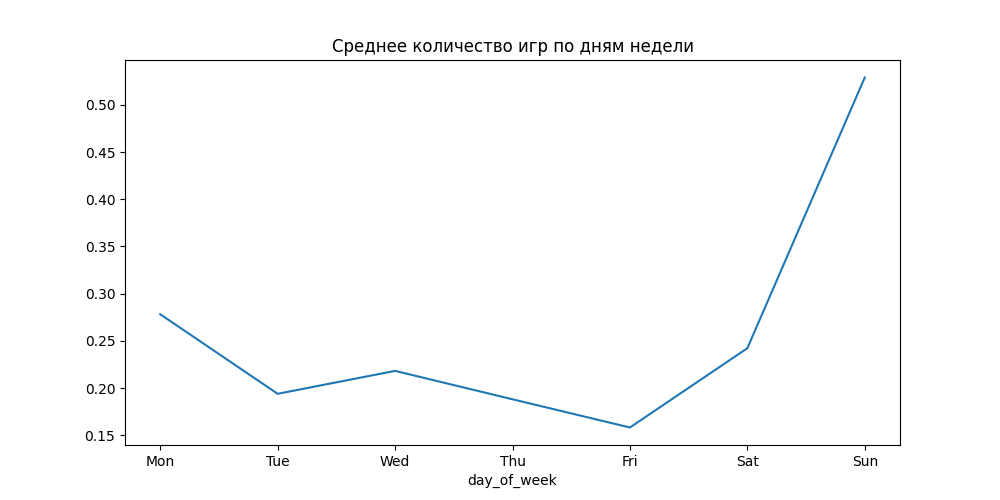 Среднее количество игр по дням недели
0.50
0.45
0.40
0.35
0.30
0.25
0.20
0.15
Mon Tue Wed Thu Fri Sat Sun
day_of_week